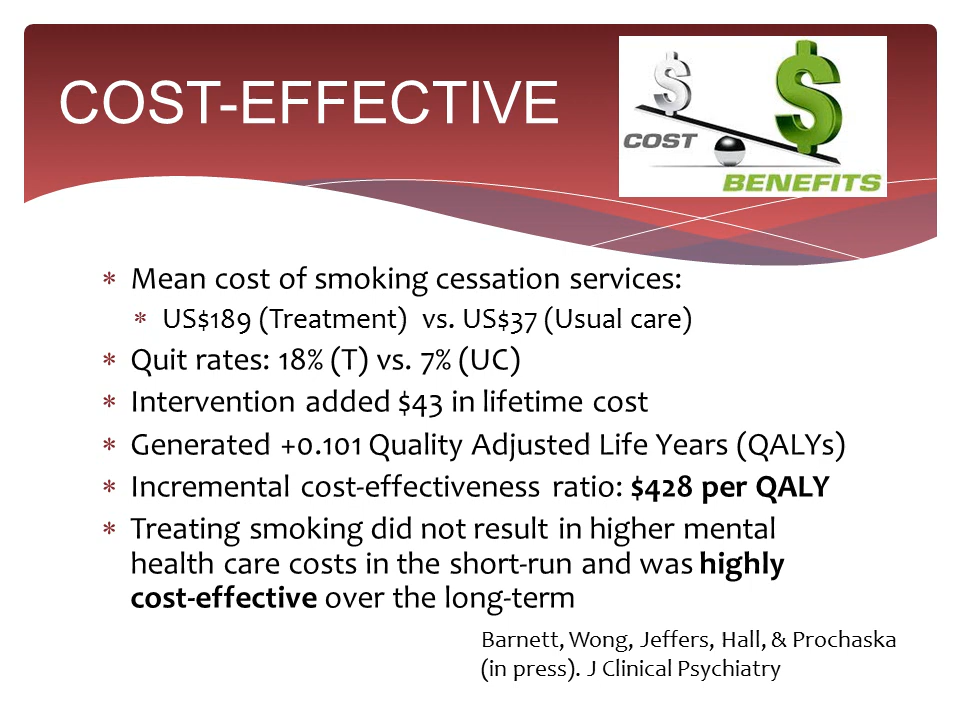 COST-EFFECTIVE
$ $
COST
BENEFITS
* Mean cost of smoking cessation services:
* US$189 (Treatment) vs. US$37 (Usual care)
* Quit rates: 18% (T) vs. 7% (UC)
* Intervention added $43 in lifetime cost
* Generated +0.101 Quality Adjusted Life Years (QALYs)
* Incremental cost-effectiveness ratio: $428 per QALY
* Treating smoking did not result in higher mental
health care costs in the short-run and was highly
cost-effective over the long-term
Barnett, Wong, Jeffers, Hall, & Prochaska
(in press). J Clinical Psychiatry